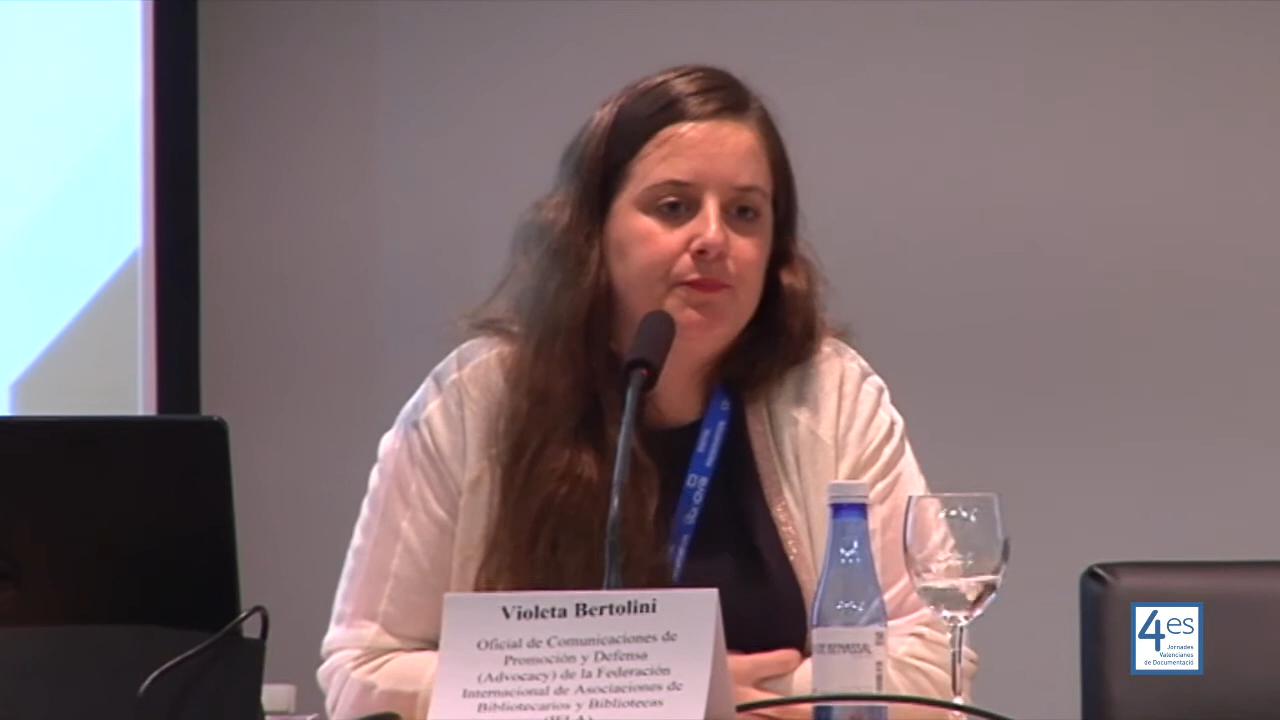 Violeta Bertolini
Oficial de Comunicaciones de
Promoción y Defensa
(Advocacy) de la Federación
Internacional de Asociaciones de
Bibliotecarios y Bibliotecas
(IFLA)
4es
Jornades
Valencianes
de Documentació